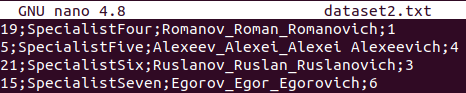 GNU nano 4.8 dataset2.txt
19;SpecialistFour;Romanov_Roman_Romanovich;1
5;SpecialistFive;Alexeev_Alexei_Alexei Alexeevich;4
21;SpecialistSix;Ruslanov_Ruslan_Ruslanovich;3
15;SpecialistSeven;Egorov_Egor_Egorovich;6